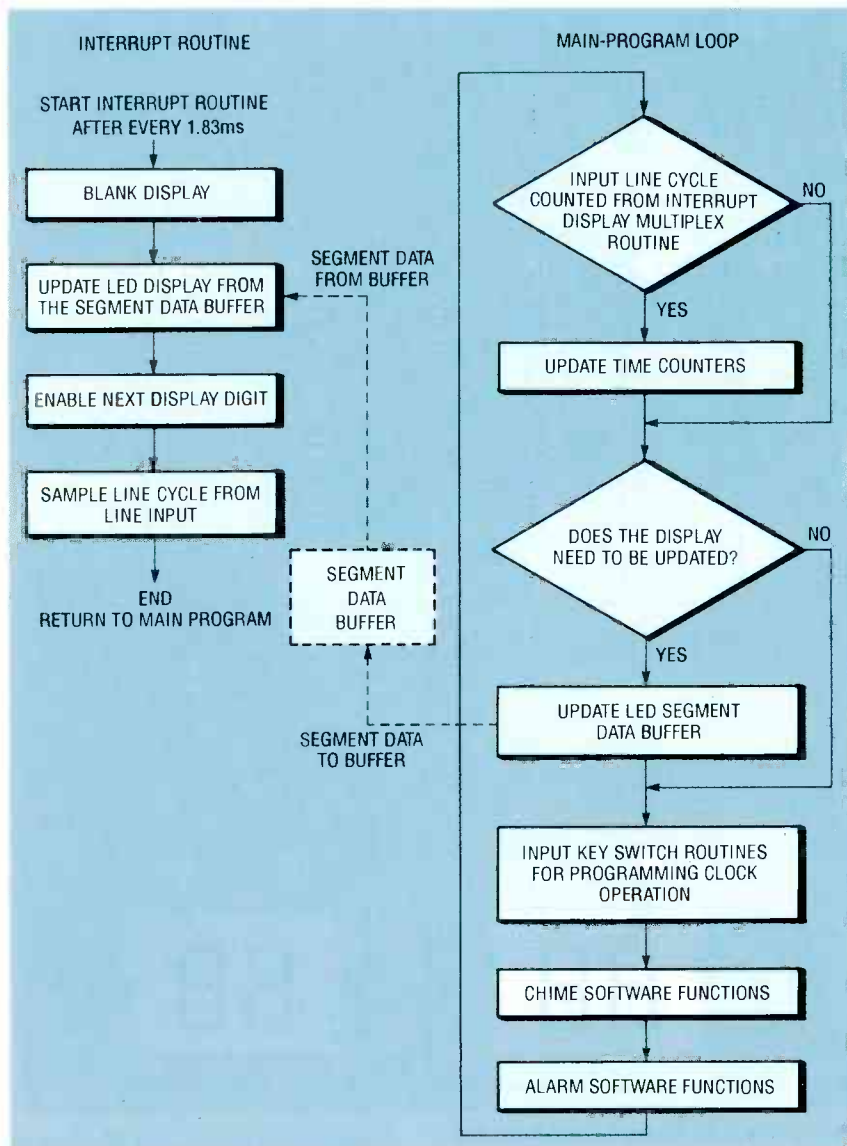 INTERRUPT ROUTINE
START INTERRUPT ROUTINE
AFTER EVERY 1.83ms
BLANK DISPLAY
UPDATE LED DISPLAY FROM
THE SEGMENT DATA BUFFER
ENABLE NEXT DISPLAY DIGIT
SAMPLE LINE CYCLE FROM
LINE INPUT
END
RETURN TO MAIN PROGRAM
SEGMENT DATA
FROM BUFFER
SEGMENT
DATA
BUFFER
SEGMENT DATA
TO BUFFER
MAIN-PROGRAM LOOP
INPUT LINE CYCLE
COUNTED FROM INTERRUPT
DISPLAY MULTIPLEX
ROUTINE
NO
YES
UPDATE TIME COUNTERS
DOES THE DISPLAY
NEED TO BE UPDATED?
NO
YES
UPDATE LED SEGMENT
DATA BUFFER
INPUT KEY SWITCH ROUTINES
FOR PROGRAMMING CLOCK
OPERATION
CHIME SOFTWARE FUNCTIONS
ALARM SOFTWARE FUNCTIONS